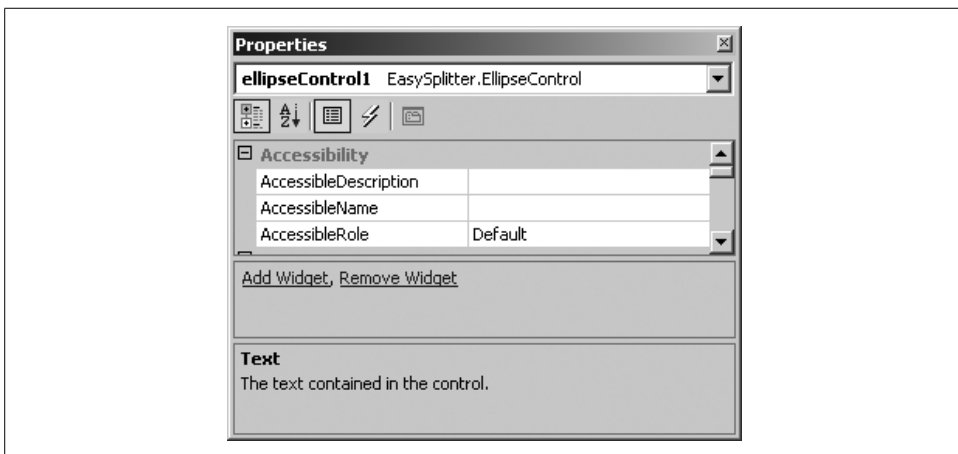 Properties
ellipseControl1 EasySplitter.EllipseControl
Accessibility
AccessibleDescription
AccessibleName
AccessibleRole Default
Add Widget, Remove Widget
Text
The text contained in the control.